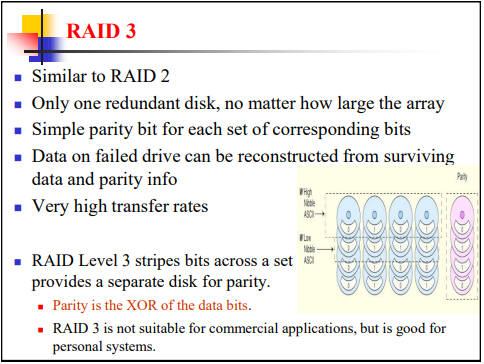 RAID 3
Similar to RAID 2
Only one redundant disk, no matter how large the array
Simple parity bit for each set of corresponding bits
Data on failed drive can be reconstructed from surviving
data and parity info
Very high transfer rates
Parity
W High
Nibble
ASCII
W Low
Nibble
ASCII
RAID Level 3 stripes bits across a set
provides a separate disk for parity.
Parity is the XOR of the data bits.
RAID 3 is not suitable for commercial applications, but is good for
personal systems.